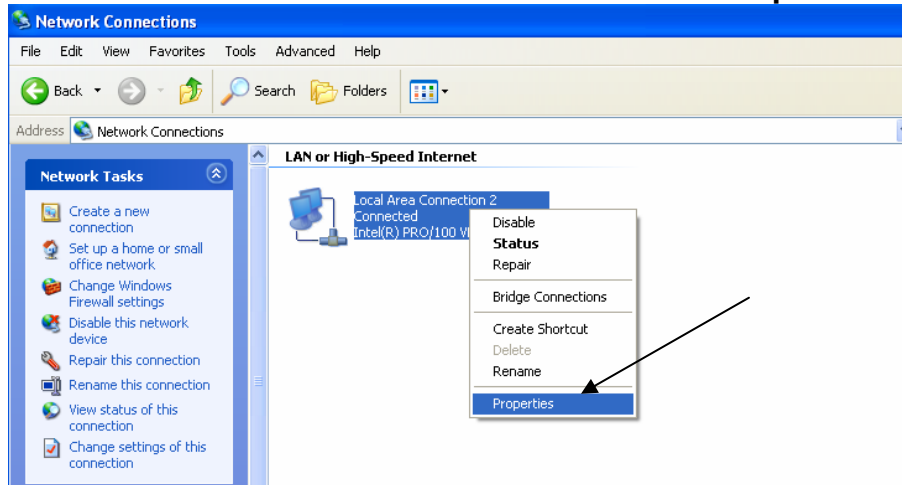 Network Connections
File Edit View Favorites Tools Advanced Help
Back Search Folders
Address Network Connections
Network Tasks
Create a new
connection
Set up a home or small
office network
Change Windows
Firewall settings
Disable this network
device
Repair this connection
Rename this connection
View status of this
connection
Change settings of this
connection
LAN or High-Speed Internet
Local Area Connection 2
Connected
Intel(R) PRO/100
Disable
Status
Repair
Bridge Connections
Create Shortcut
Delete
Rename
Properties